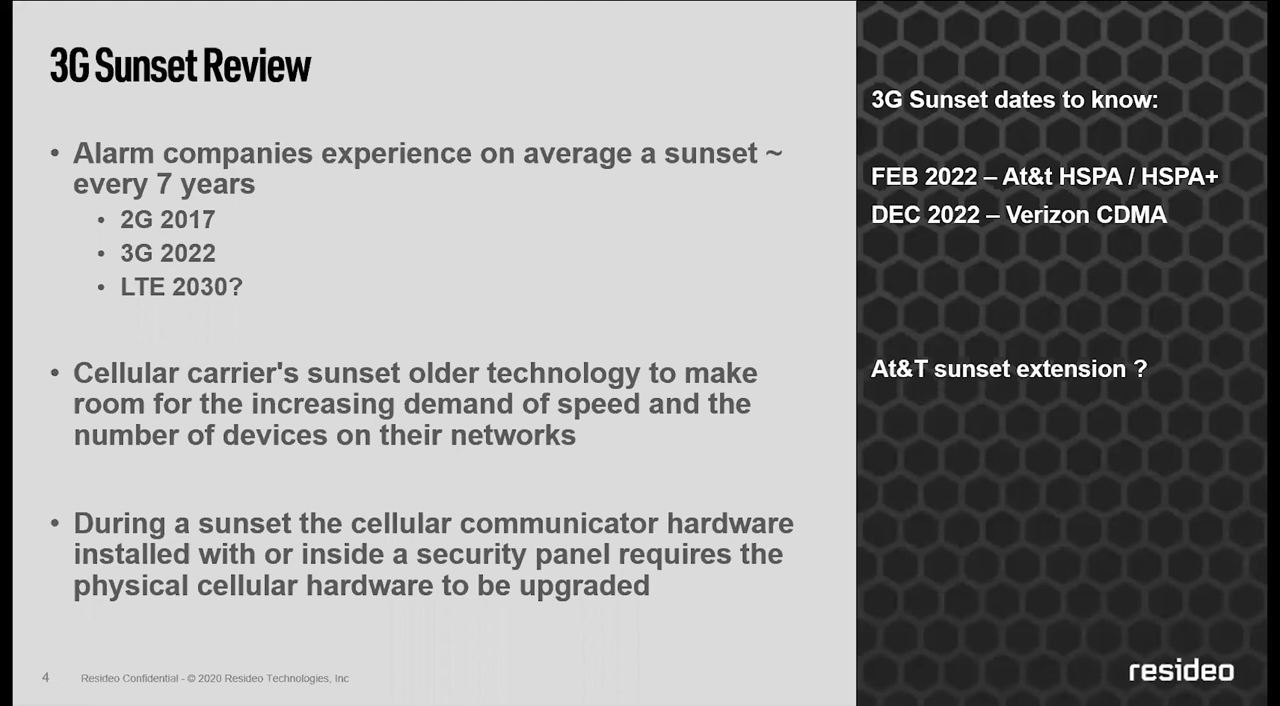 3G Sunset Review
• Alarm companies experience on average a sunset ~
every 7 years
• 2G 2017
• 3G 2022
• LTE 2030?
• Cellular carrier's sunset older technology to make
room for the increasing demand of speed and the
number of devices on their networks
• During a sunset the cellular communicator hardware
installed with or inside a security panel requires the
physical cellular hardware to be upgraded
4 Resideo Confidential - © 2020 Resideo Technologies, Inc
3G Sunset dates to know:
FEB 2022 – At&t HSPA / HSPA+
DEC 2022 – Verizon CDMA
At&T sunset extension ?
resideo